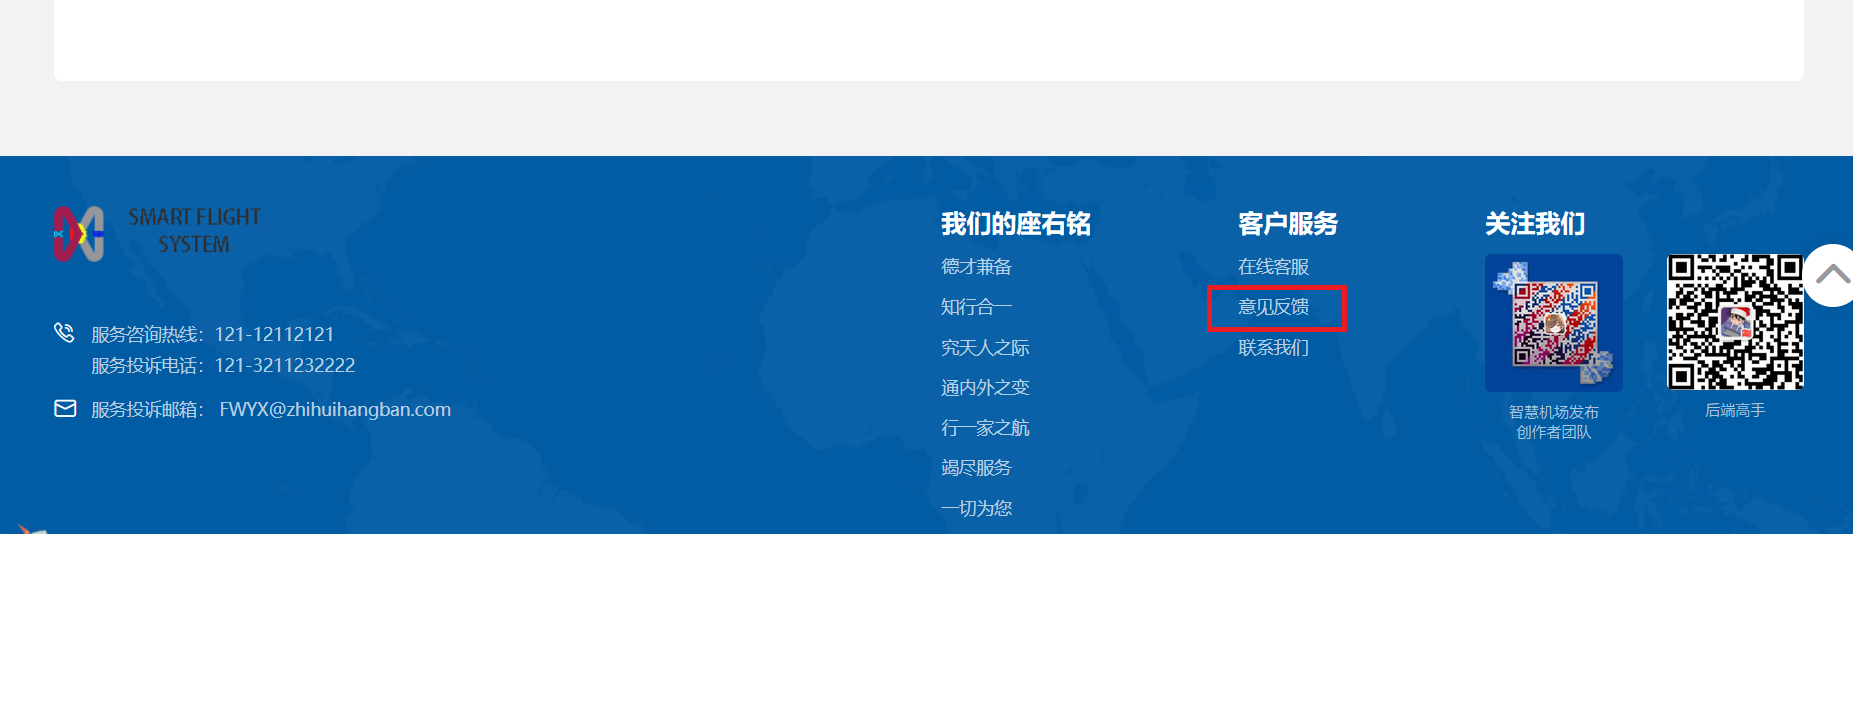 SMART FLIGHT
SYSTEM
服务咨询热线：121-12112121
服务投诉电话：121-3211232222
服务投诉邮箱： FWYX@zhihuihangban.com
我们的座右铭
德才兼备
知行合一
究天人之际
通内外之变
行一家之航
竭尽服务
一切为您
客户服务
在线客服
意见反馈
联系我们
关注我们
智慧机场发布
创作者团队
后端高手